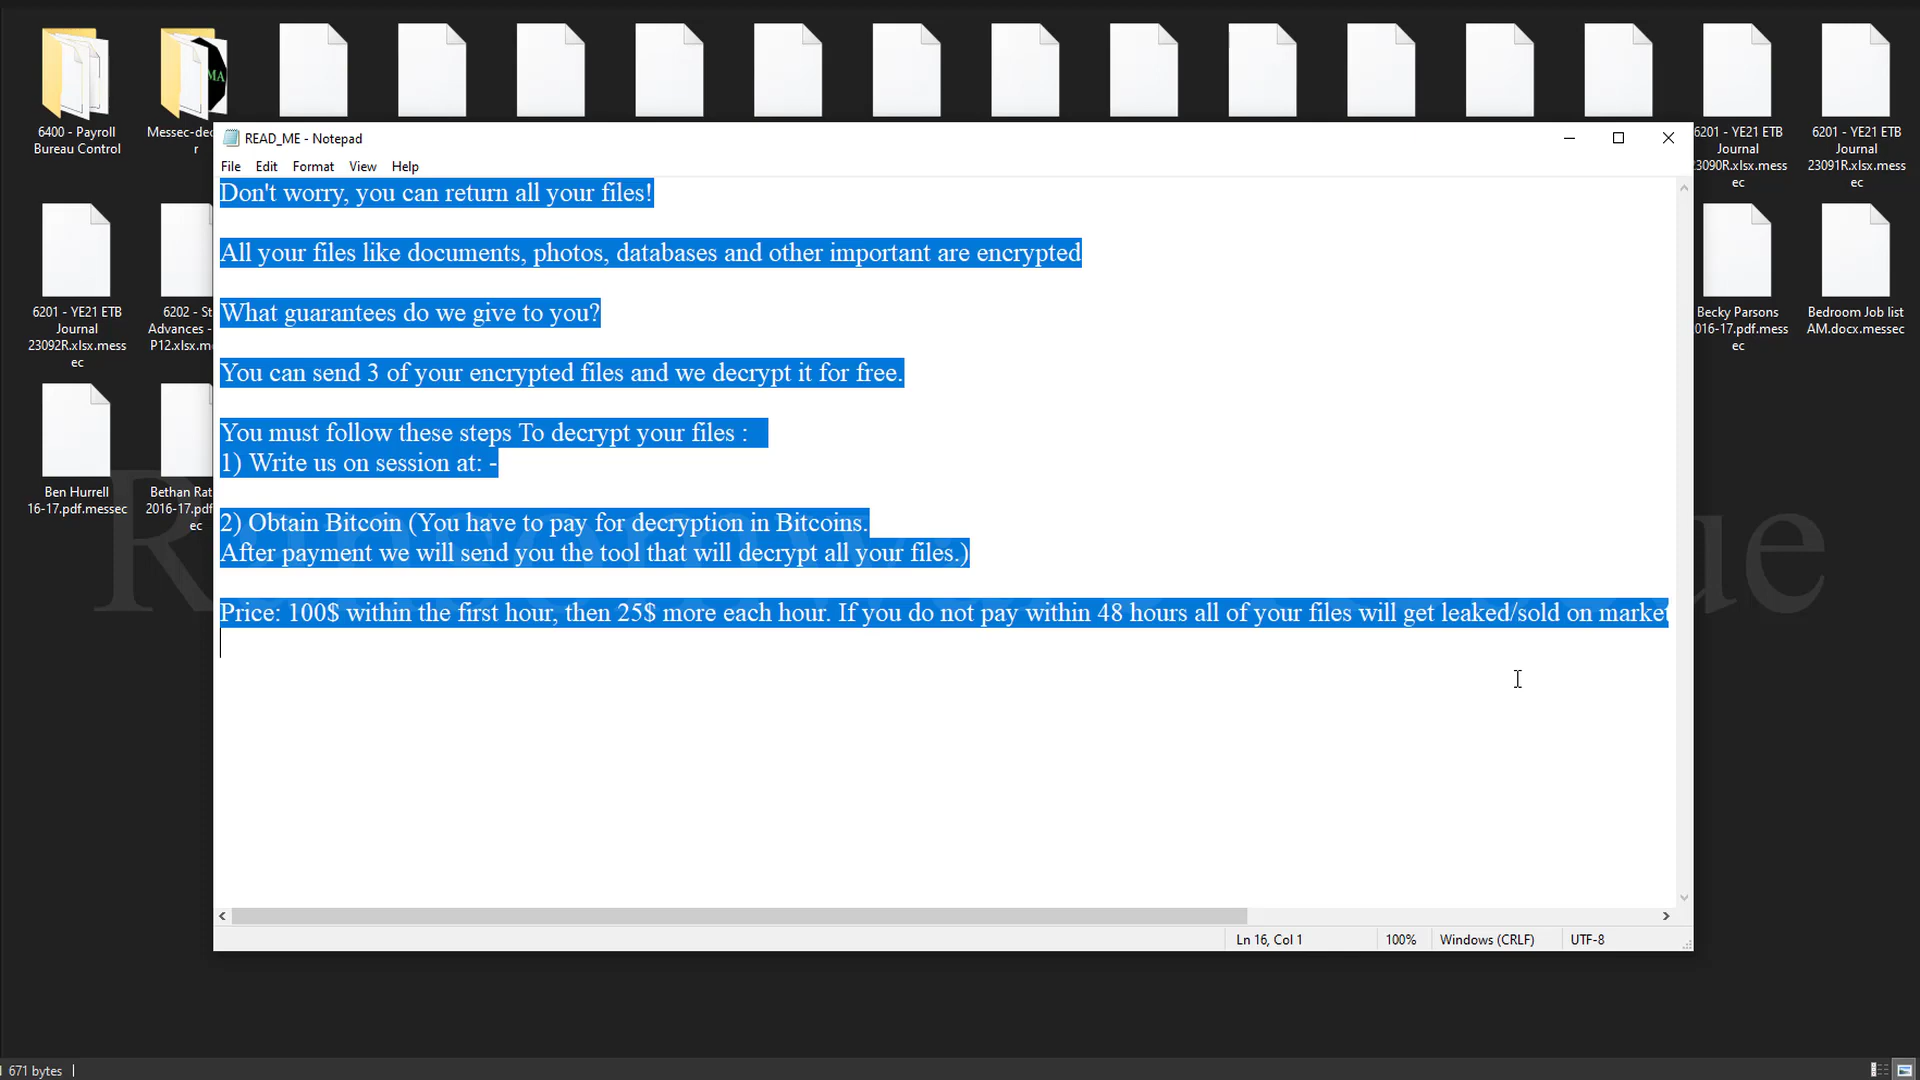 6400 - Payroll
Bureau Control
Messec-dec
r
MA
READ_ME - Notepad
File Edit Format View Help
Don't worry, you can return all your files!
All your files like documents, photos, databases and other important are encrypted
What guarantees do we give to you?
You can send 3 of your encrypted files and we decrypt it for free.
You must follow these steps To decrypt your files :
1) Write us on session at: -
2) Obtain Bitcoin (You have to pay for decryption in Bitcoins.
After payment we will send you the tool that will decrypt all your files.)
Price: 100$ within the first hour, then 25$ more each hour. If you do not pay within 48 hours all of your files will get leaked/sold on market
Ln 16, Col 1 100% Windows (CRLF) UTF-8
6201 - YE21 ETB
Journal
23090R.xlsx.mess
ec
6201 - YE21 ETB
Journal
23091R.xlsx.mess
ec
6201 - YE21 ETB
Journal
23092R.xlsx.mess
ec
6202 - St
Advances -
P12.xlsx.m
Becky Parsons
016-17.pdf.mess
ec
Bedroom Job list
AM.docx.messec
Ben Hurrell
16-17.pdf.messec
Bethan Rat
2016-17.pdf
ec
671 bytes